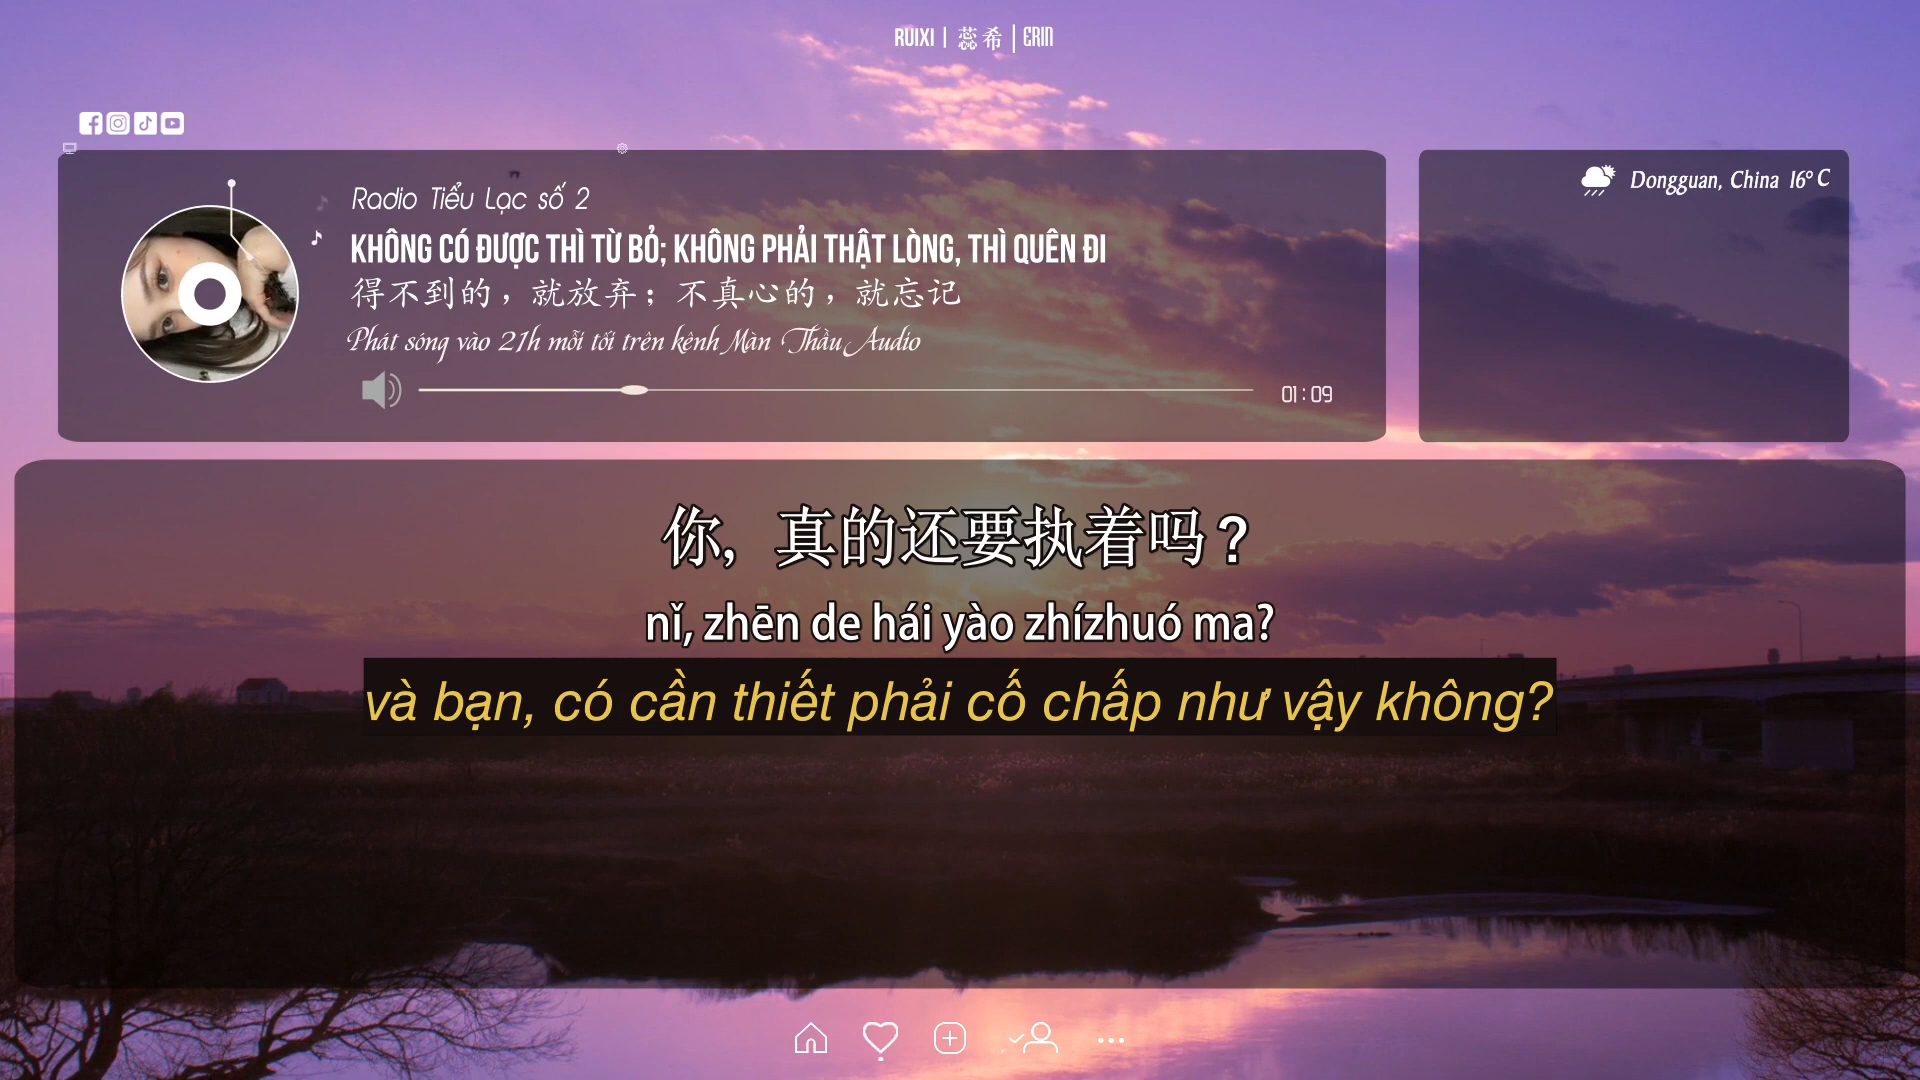 RUIXI | 蕊希 | ERIN
Radio Tiểu Lạc số 2
KHÔNG CÓ ĐƯỢC THÌ TỪ BỎ; KHÔNG PHẢI THẬT LÒNG, THÌ QUÊN ĐI
得不到的，就放弃；不真心的，就忘记
Phát sóng vào 21h mỗi tối trên kênh Màn Thầu Audio
01:09
Dongguan, China 16° C
你，真的还要执着吗？
nǐ, zhēn de hái yào zhízhuó ma?
và bạn, có cần thiết phải cố chấp như vậy không?